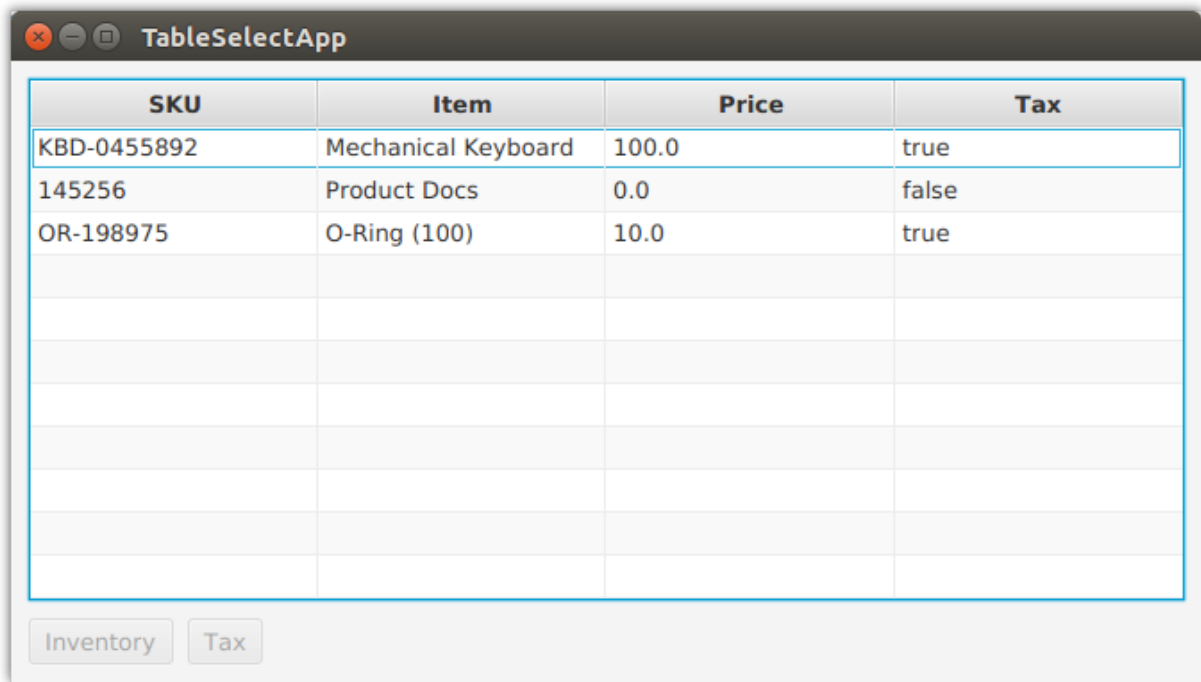 TableSelectApp
SKU Item Price Tax
KBD-0455892 Mechanical Keyboard 100.0 true
145256 Product Docs 0.0 false
OR-198975 O-Ring (100) 10.0 true
Inventory Tax